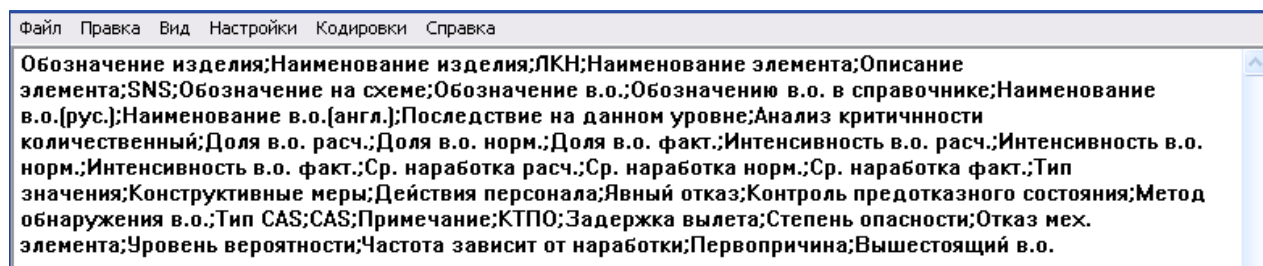 Файл Правка Вид Настройки Кодировки Справка
Обозначение изделия;Наименование изделия;ЛКН;Наименование элемента;Описание
элемента;SNS;Обозначение на схеме;Обозначение в.о.;Обозначению в.о. в справочнике;Наименование
в.о.(рус.);Наименование в.о.(англ.);Последствие на данном уровне;Анализ критичнности
количественный;Доля в.о. расч.;Доля в.о. норм.;Доля в.о. факт.;Интенсивность в.о. расч.;Интенсивность в.о.
норм.;Интенсивность в.о. факт.;Ср. наработка расч.;Ср. наработка норм.;Ср. наработка факт.;Тип
значения;Конструктивные меры;Действия персонала;Явный отказ;Контроль предотказного состояния;Метод
обнаружения в.о.;Тип CAS;CAS;Примечание;КТПО;Задержка вылета;Степень опасности;Отказ мех.
элемента;Уровень вероятности;Частота зависит от наработки;Первопричина;Вышестоящий в.о.